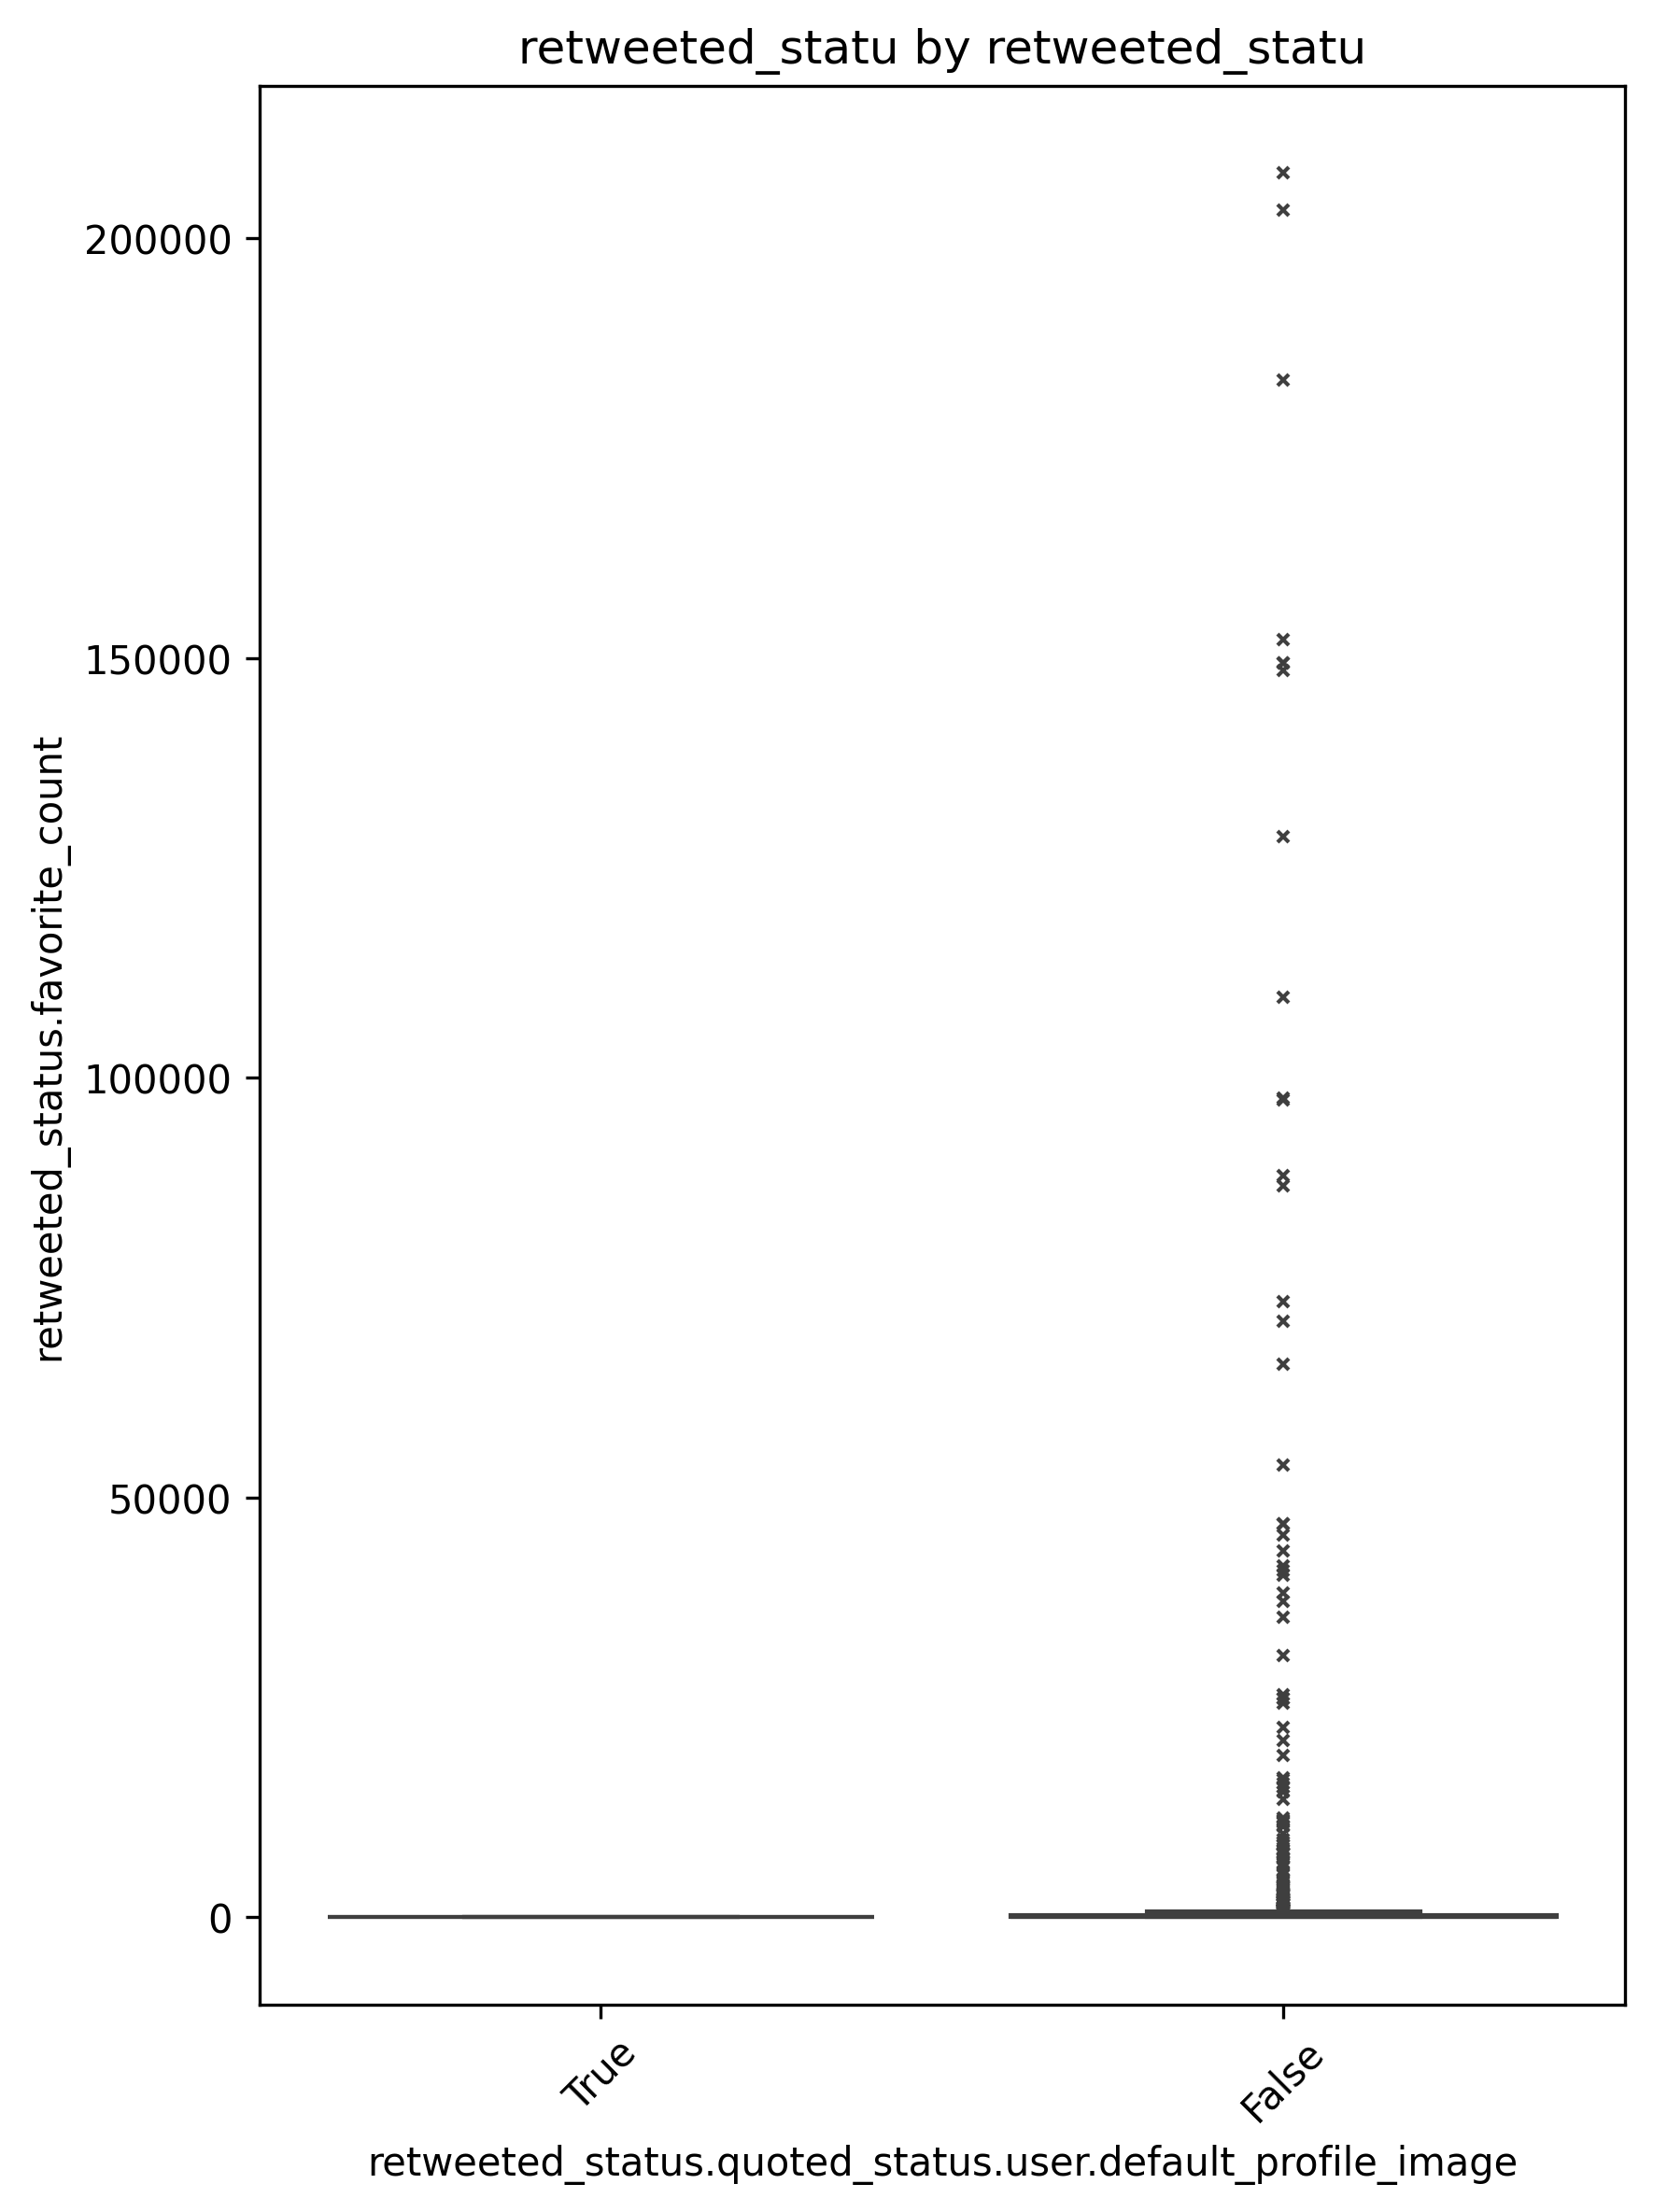 retweeted_statu by retweeted_statu
200000
150000
100000
50000
0
retweeted_status.favorite_count
True
False
retweeted_status.quoted_status.user.default_profile_image